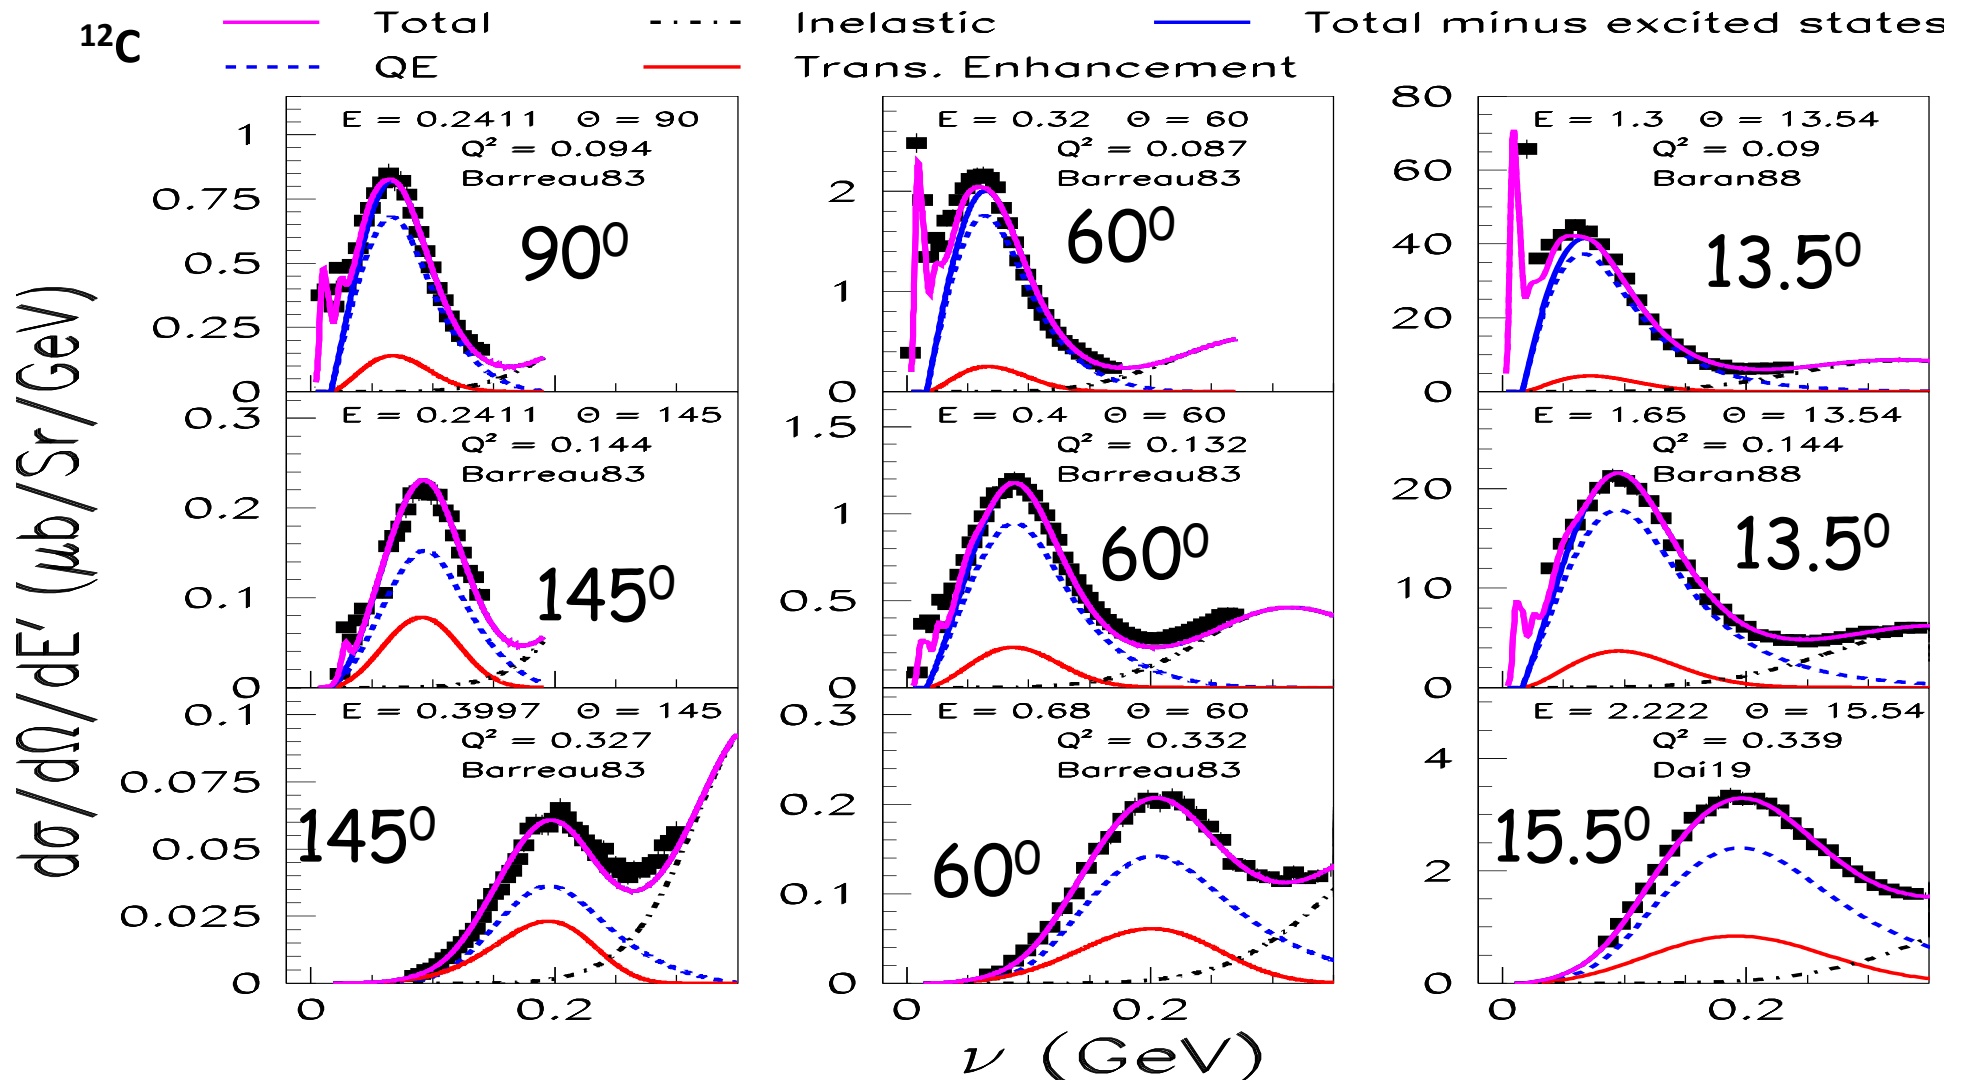 ¹²C
Total Inelastic Total minus excited states
QE Trans. Enhancement
dσ/dΩ/dE′ (μb/Sr/GeV)
E = 0.2411 Θ = 90
Q² = 0.094
Barreau83
90⁰
1
0.75
0.5
0.25
0
E = 0.32 Θ = 60
Q² = 0.087
Barreau83
60⁰
2
1
0
E = 1.3 Θ = 13.54
Q² = 0.09
Baran88
13.5⁰
80
60
40
20
0
E = 0.2411 Θ = 145
Q² = 0.144
Barreau83
145⁰
0.3
0.2
0.1
0
E = 0.4 Θ = 60
Q² = 0.132
Barreau83
60⁰
1.5
1
0.5
0
E = 1.65 Θ = 13.54
Q² = 0.144
Baran88
13.5⁰
20
10
0
E = 0.3997 Θ = 145
Q² = 0.327
Barreau83
145⁰
0.1
0.075
0.05
0.025
0
E = 0.68 Θ = 60
Q² = 0.332
Barreau83
60⁰
0.3
0.2
0.1
0
E = 2.222 Θ = 15.54
Q² = 0.339
Dai19
15.5⁰
4
2
0
0 0.2 0 0.2 0 0.2
ν (GeV)